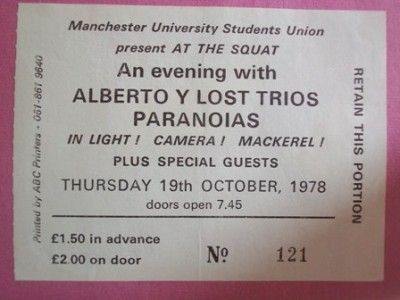 Manchester University Students Union
present AT THE SQUAT
An evening with
ALBERTO Y LOST TRIOS
PARANOIAS
IN LIGHT! CAMERA! MACKEREL!
PLUS SPECIAL GUESTS
THURSDAY 19th OCTOBER, 1978
doors open 7.45
£1.50 in advance
£2.00 on door
No 121
RETAIN THIS PORTION
Printed by ABC Printers - 061-861 9640